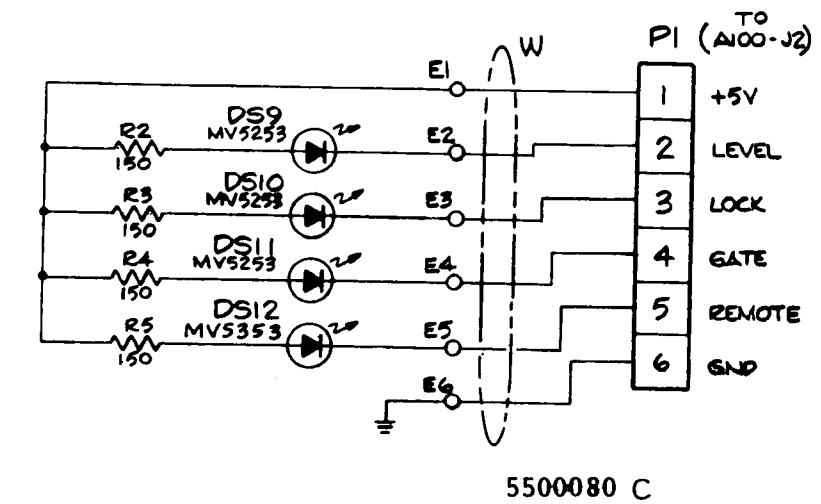 W
P1 (TO A100-J2)
E1
1 +5V
DS9
MV5253
R2
150
E2
2 LEVEL
DS10
MV5253
R3
150
E3
3 LOCK
DS11
MV5253
R4
150
E4
4 GATE
DS12
MV5353
R5
150
E5
5 REMOTE
E6
6 GND
5500080 C